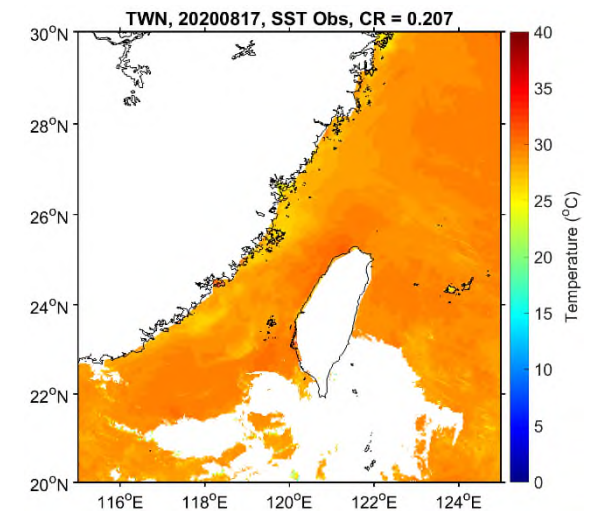 TWN, 20200817, SST Obs, CR = 0.207
30°N
28°N
26°N
24°N
22°N
20°N
116°E
118°E
120°E
122°E
124°E
40
35
30
25
20
15
10
5
0
Temperature (°C)